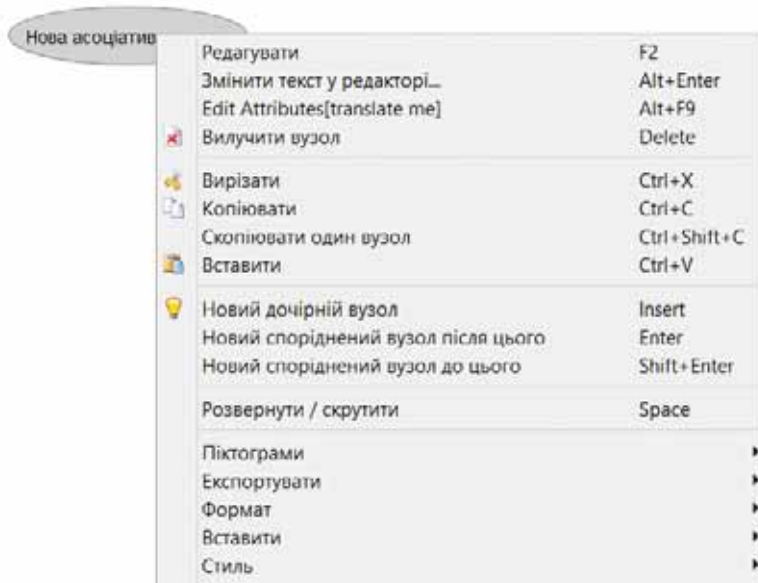 Нова асоціатив
Редагувати F2
Змінити текст у редакторі... Alt+Enter
Edit Attributes[translate me] Alt+F9
Вилучити вузол Delete
Вирізати Ctrl+X
Копіювати Ctrl+C
Скопіювати один вузол Ctrl+Shift+C
Вставити Ctrl+V
Новий дочірній вузол Insert
Новий споріднений вузол після цього Enter
Новий споріднений вузол до цього Shift+Enter
Розвернути / скрутити Space
Піктограми
Експортувати
Формат
Вставити
Стиль